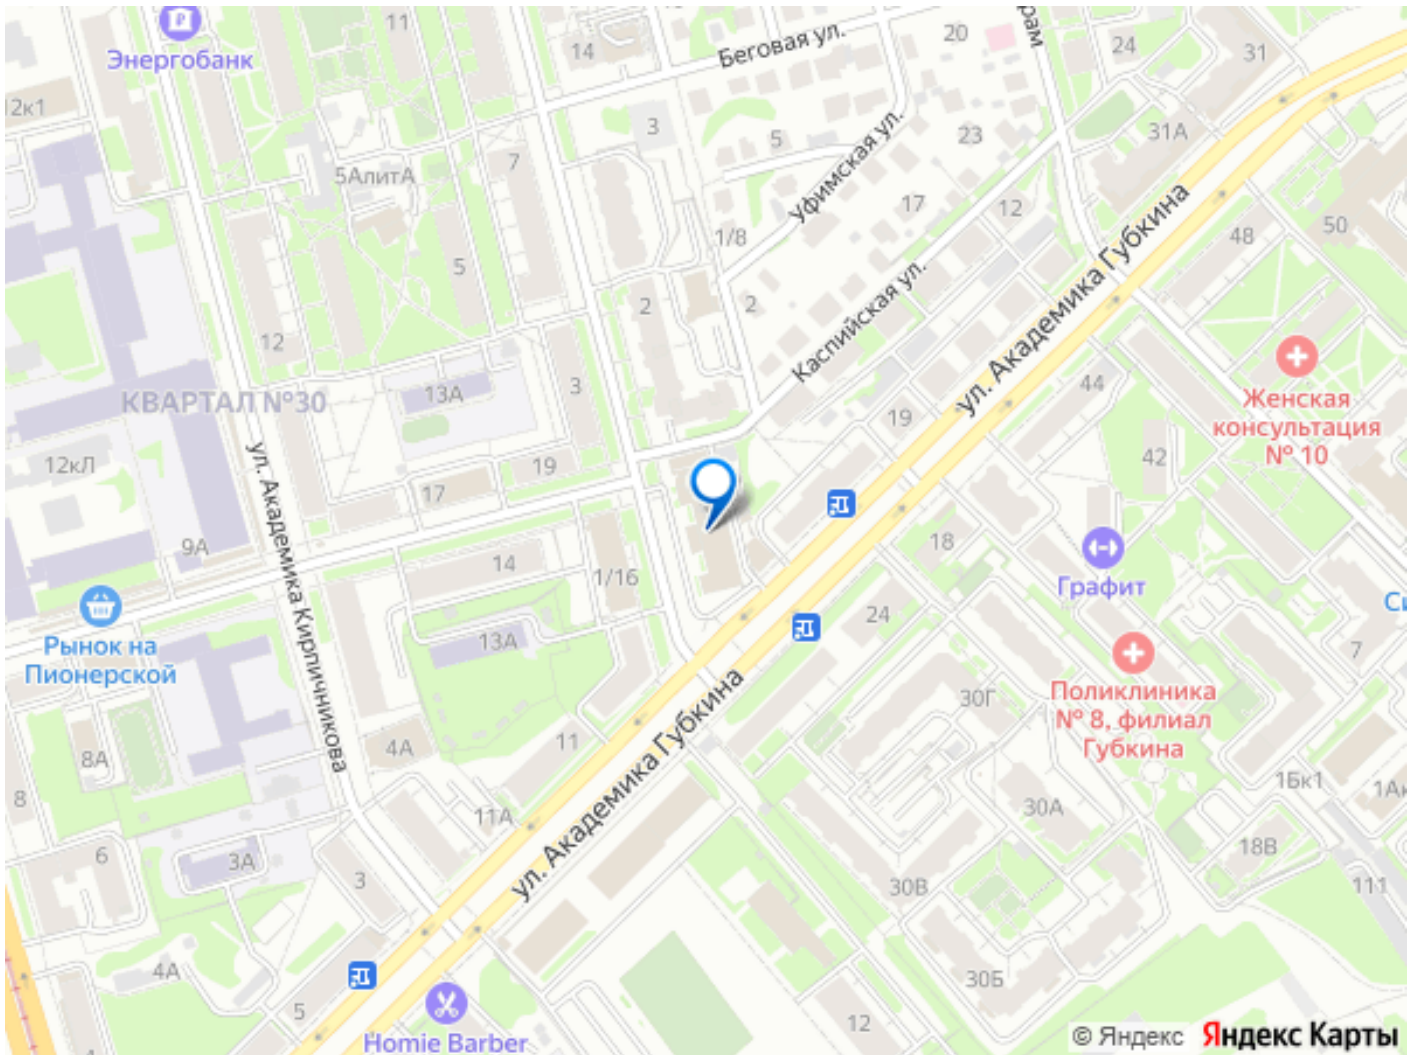 11
Энергобанк
14
Беговая ул.
20
24
31
12к1
3
5
23
31А
7
5АлитА
Уфимская ул.
17
12
1/8
48
50
5
2
2
ул. Академика Губкина
12
Каспийская ул.
КВАРТАЛ №30
13А
3
44
19
Женская
консультация
№ 10
12кЛ
17
19
42
ул. Академика Кирпичникова
9А
14
1/16
18
Графит
24
Рынок на
Пионерской
13А
7
Поликлиника
№ 8, филиал
Губкина
30Г
8А
4А
11
ул. Академика Губкина
1Бк1
8
11А
30А
6
3А
3
18В
30В
111
4А
30Б
5
12
Homie Barber
© Яндекс Яндекс Карты